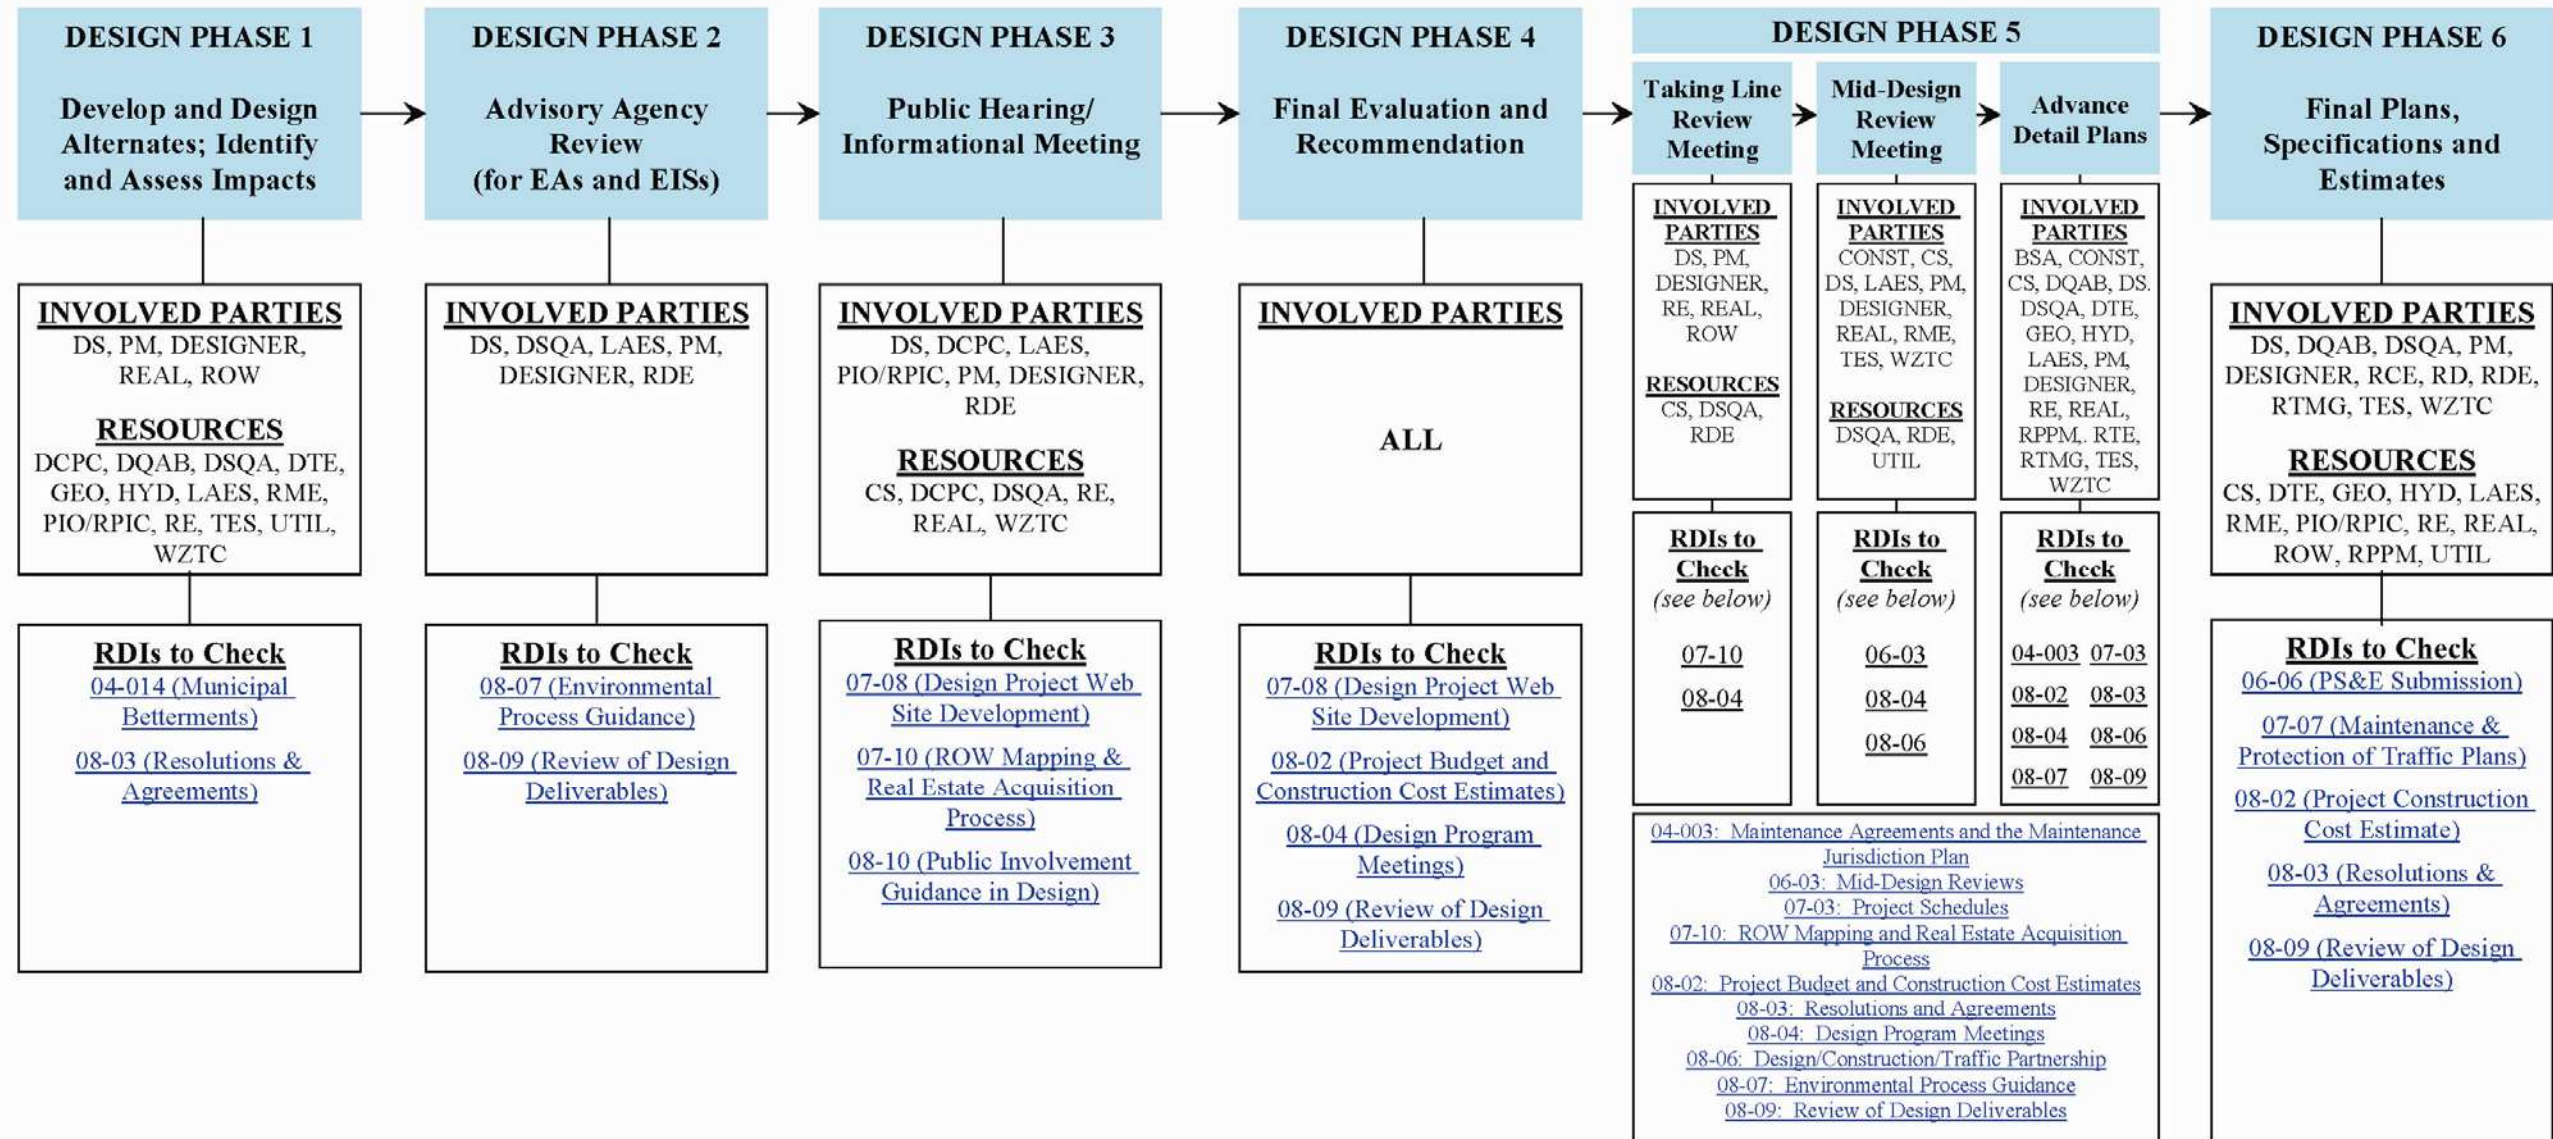 DESIGN PHASE 1
Develop and Design
Alternates; Identify
and Assess Impacts
INVOLVED PARTIES
DS, PM, DESIGNER,
REAL, ROW
RESOURCES
DCPC, DQAB, DSQA, DTE,
GEO, HYD, LAES, RME,
PIO/RPIC, RE, TES, UTIL,
WZTC
RDIs to Check
04-014 (Municipal
Betterments)
08-03 (Resolutions &
Agreements)
DESIGN PHASE 2
Advisory Agency
Review
(for EAs and EISs)
INVOLVED PARTIES
DS, DSQA, LAES, PM,
DESIGNER, RDE
RDIs to Check
08-07 (Environmental
Process Guidance)
08-09 (Review of Design
Deliverables)
DESIGN PHASE 3
Public Hearing/
Informational Meeting
INVOLVED PARTIES
DS, DCPC, LAES,
PIO/RPIC, PM, DESIGNER,
RDE
RESOURCES
CS, DCPC, DSQA, RE,
REAL, WZTC
RDIs to Check
07-08 (Design Project Web
Site Development)
07-10 (ROW Mapping &
Real Estate Acquisition
Process)
08-10 (Public Involvement
Guidance in Design)
DESIGN PHASE 4
Final Evaluation and
Recommendation
INVOLVED PARTIES
ALL
RDIs to Check
07-08 (Design Project Web
Site Development)
08-02 (Project Budget and
Construction Cost Estimates)
08-04 (Design Program
Meetings)
08-09 (Review of Design
Deliverables)
DESIGN PHASE 5
Taking Line
Review
Meeting
INVOLVED
PARTIES
DS, PM,
DESIGNER,
RE, REAL,
ROW
RESOURCES
CS, DSQA,
RDE
RDIs to
Check
(see below)
07-10
08-04
Mid-Design
Review
Meeting
INVOLVED
PARTIES
CONST, CS,
DS, LAES, PM,
DESIGNER,
REAL, RME,
TES, WZTC
RESOURCES
DSQA, RDE,
UTIL
RDIs to
Check
(see below)
06-03
08-04
08-06
Advance
Detail Plans
INVOLVED
PARTIES
BSA, CONST,
CS, DQAB, DS.
DSQA, DTE,
GEO, HYD,
LAES, PM,
DESIGNER,
RE, REAL,
RPPM,. RTE,
RTMG, TES,
WZTC
RDIs to
Check
(see below)
04-003 07-03
08-02 08-03
08-04 08-06
08-07 08-09
04-003: Maintenance Agreements and the Maintenance
Jurisdiction Plan
06-03: Mid-Design Reviews
07-03: Project Schedules
07-10: ROW Mapping and Real Estate Acquisition
Process
08-02: Project Budget and Construction Cost Estimates
08-03: Resolutions and Agreements
08-04: Design Program Meetings
08-06: Design/Construction/Traffic Partnership
08-07: Environmental Process Guidance
08-09: Review of Design Deliverables
DESIGN PHASE 6
Final Plans,
Specifications and
Estimates
INVOLVED PARTIES
DS, DQAB, DSQA, PM,
DESIGNER, RCE, RD, RDE,
RTMG, TES, WZTC
RESOURCES
CS, DTE, GEO, HYD, LAES,
RME, PIO/RPIC, RE, REAL,
ROW, RPPM, UTIL
RDIs to Check
06-06 (PS&E Submission)
07-07 (Maintenance &
Protection of Traffic Plans)
08-02 (Project Construction
Cost Estimate)
08-03 (Resolutions &
Agreements)
08-09 (Review of Design
Deliverables)